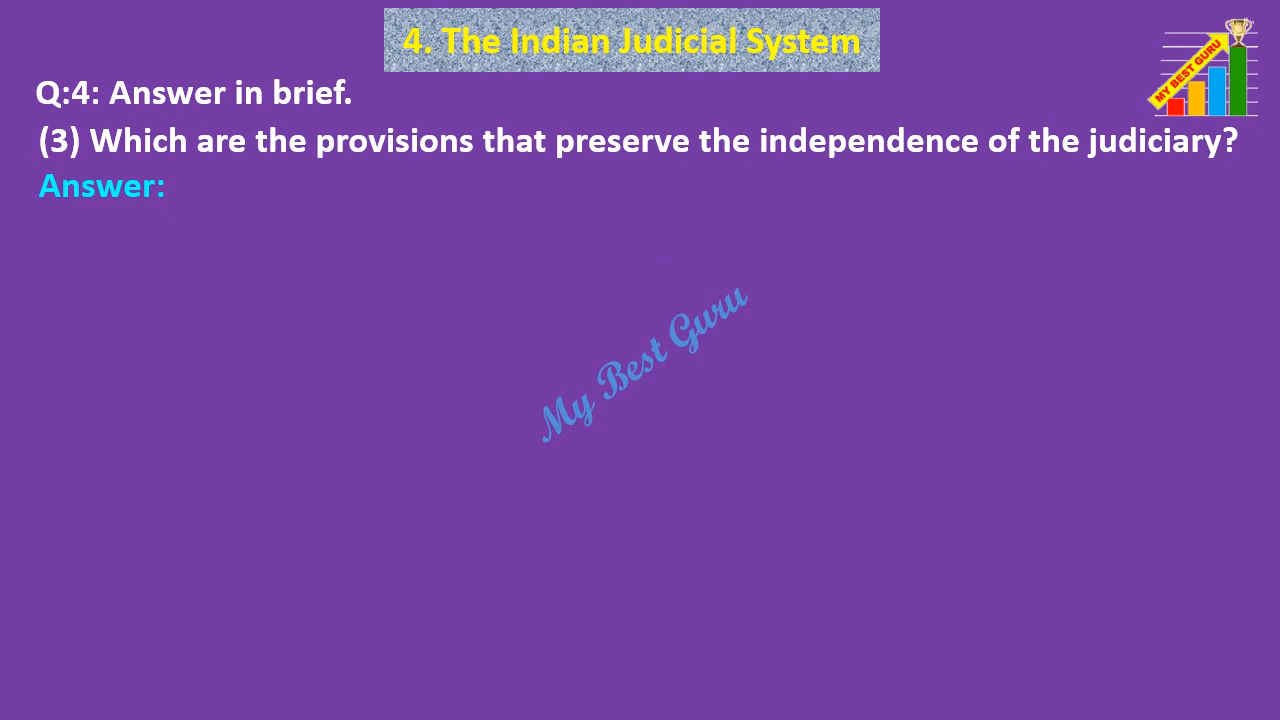 4. The Indian Judicial System
MY BEST GURU
Q:4: Answer in brief.
(3) Which are the provisions that preserve the independence of the judiciary?
Answer:
My Best Guru